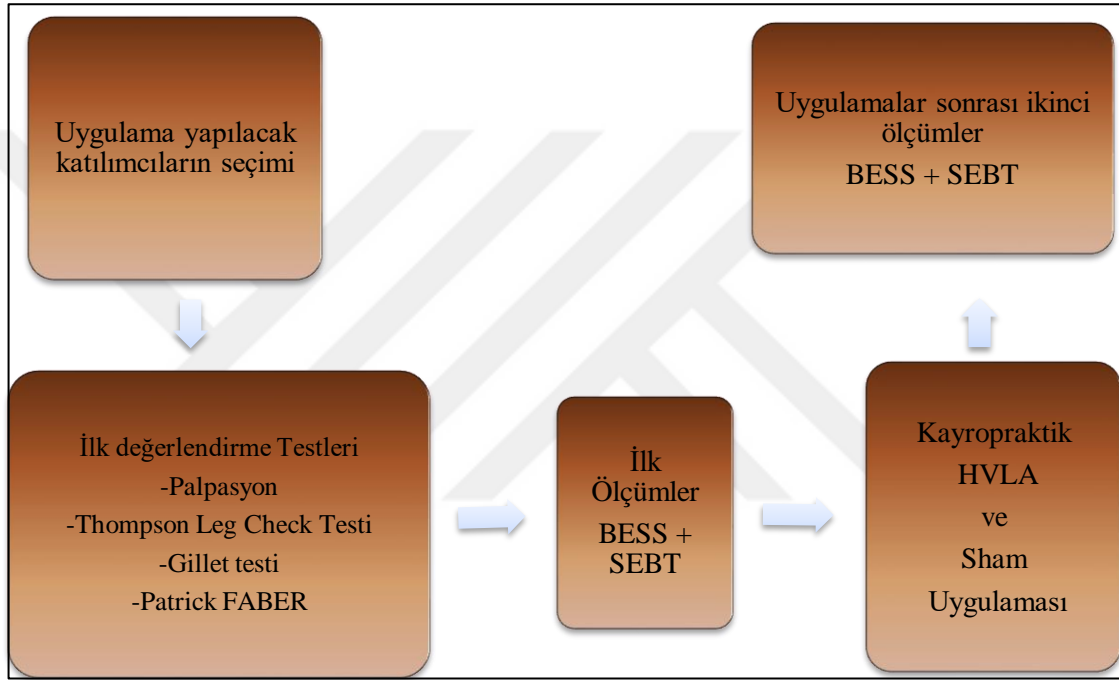 Uygulama yapılacak
katılımcıların seçimi
İlk değerlendirme Testleri
-Palpasyon
-Thompson Leg Check Testi
-Gillet testi
-Patrick FABER
İlk
Ölçümler
BESS +
SEBT
Kayropraktik
HVLA
ve
Sham
Uygulaması
Uygulamalar sonrası ikinci
ölçümler
BESS + SEBT